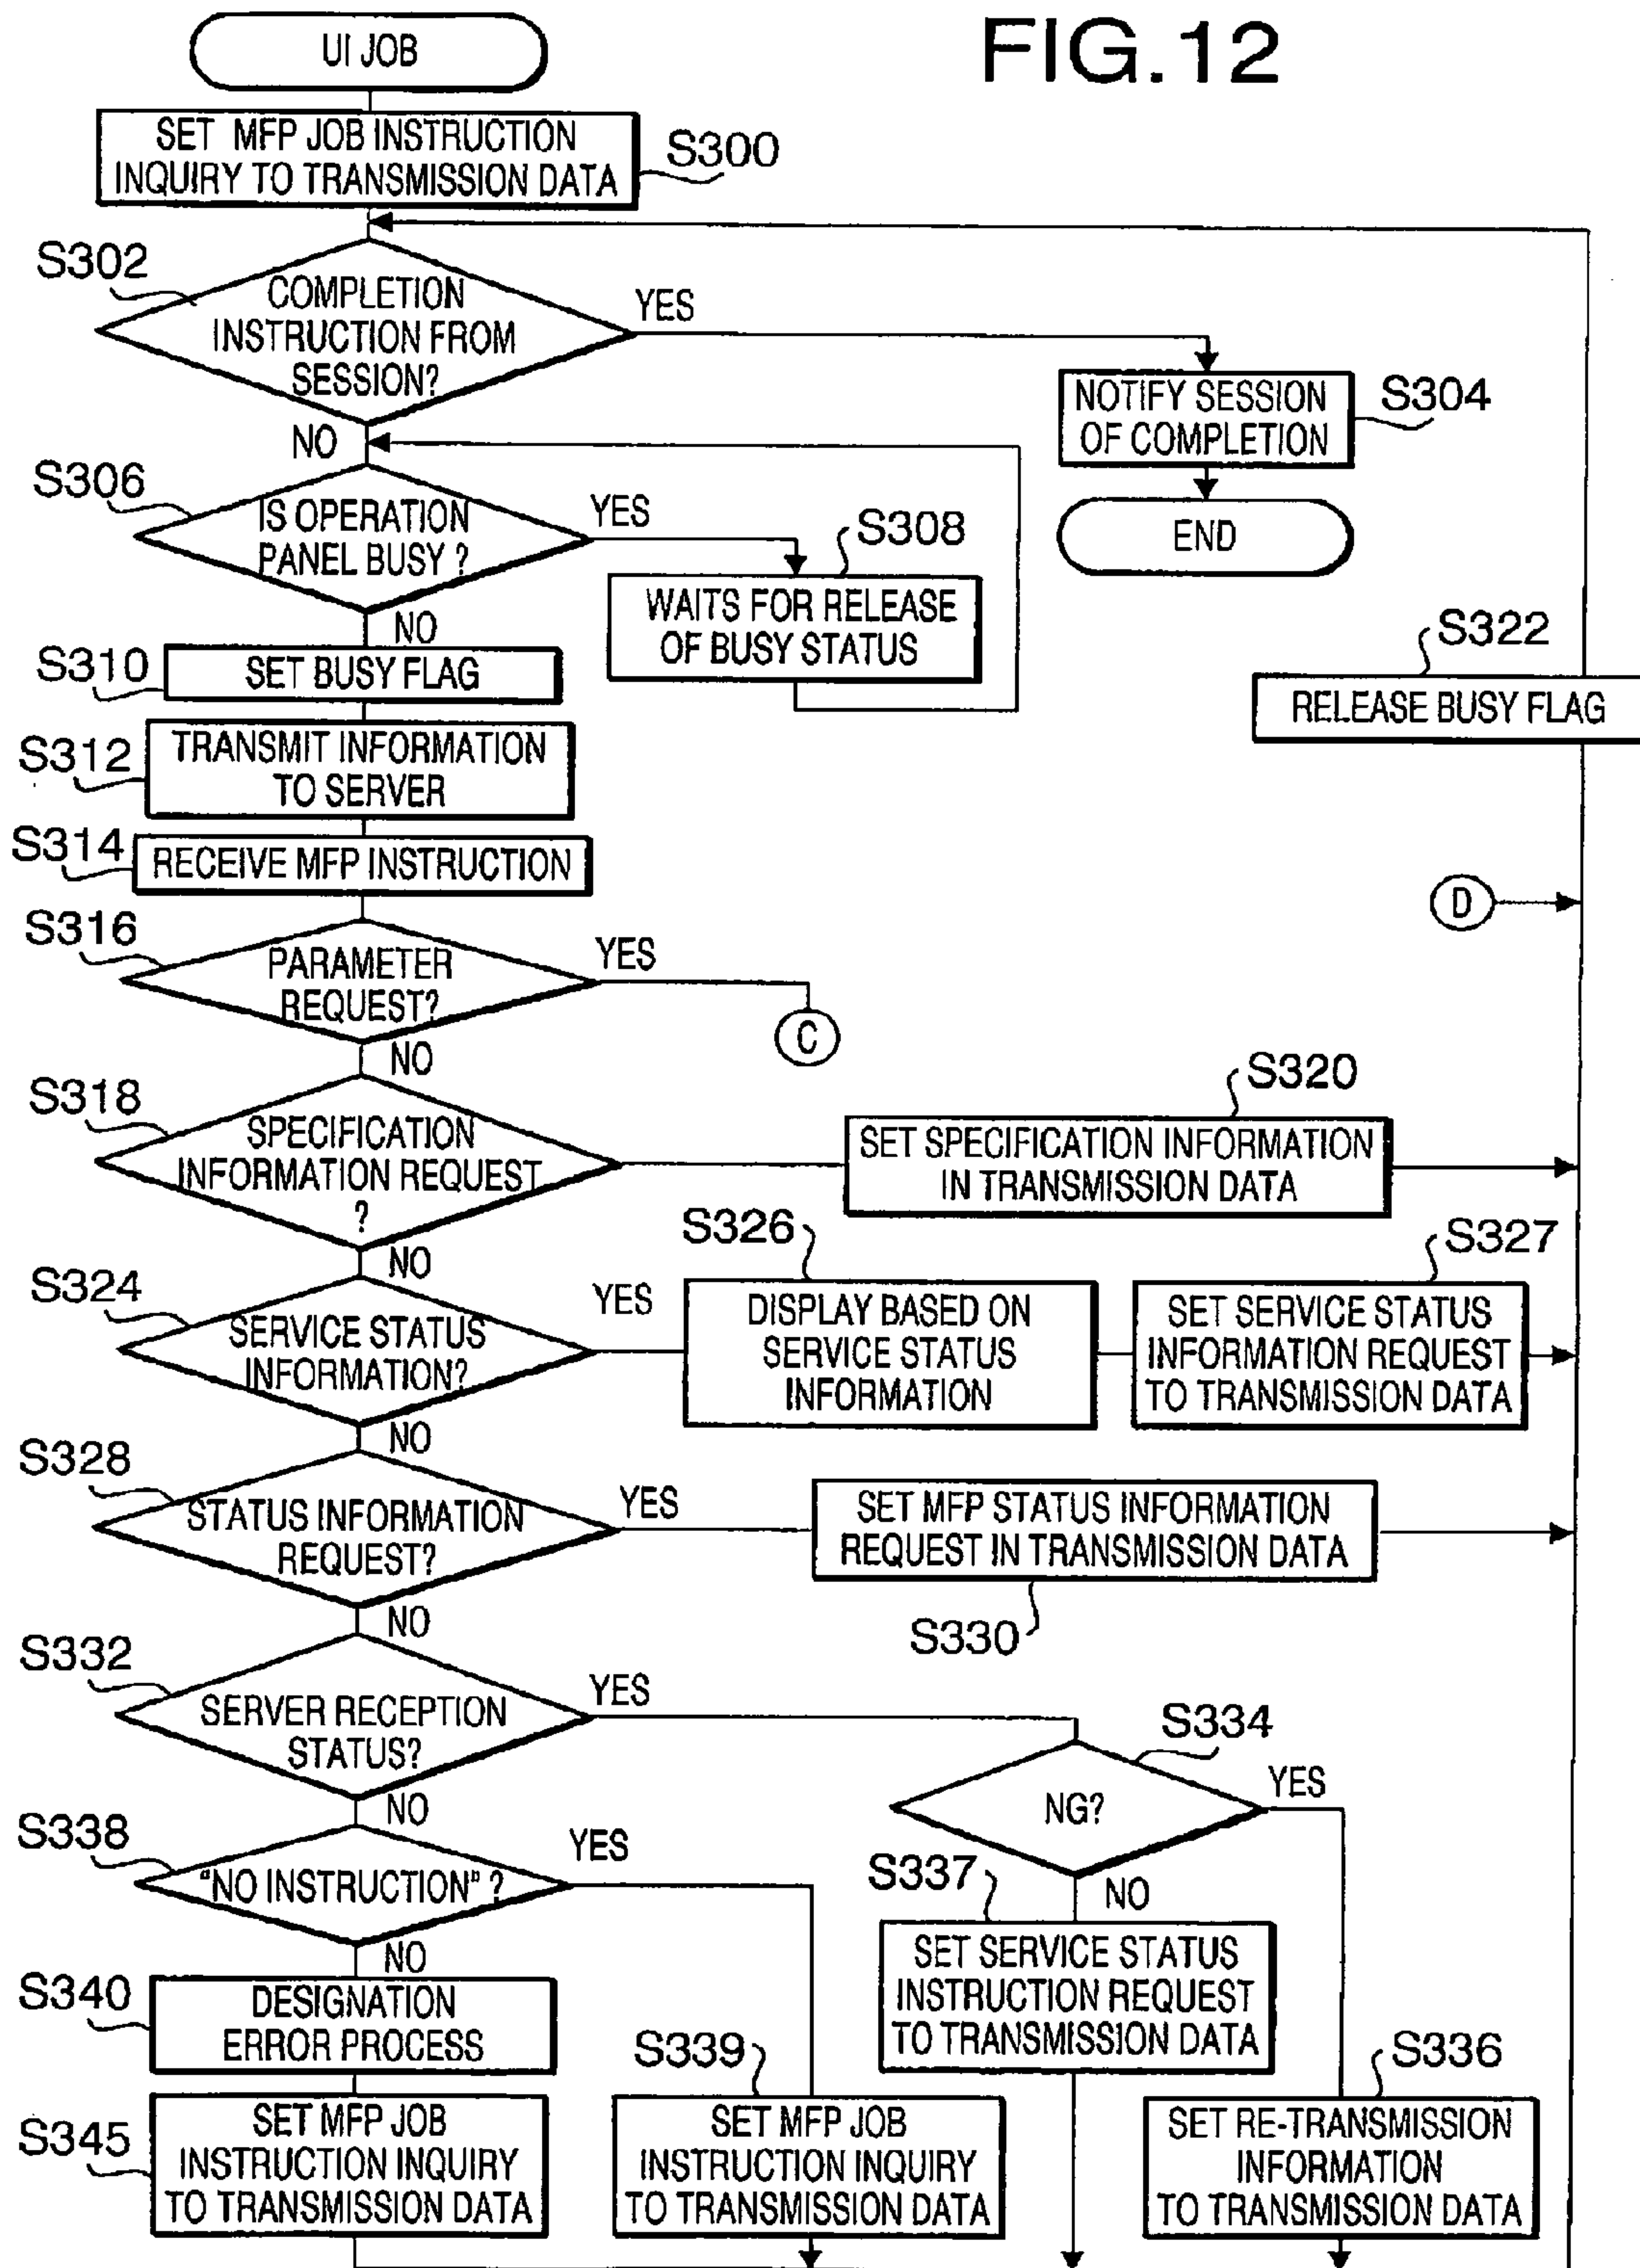 FIG.12
UI JOB
SET MFP JOB INSTRUCTION
INQUIRY TO TRANSMISSION DATA
S300
S302
COMPLETION
INSTRUCTION FROM
SESSION?
YES
NO
NOTIFY SESSION
OF COMPLETION
S304
END
S306
IS OPERATION
PANEL BUSY ?
YES
NO
S308
WAITS FOR RELEASE
OF BUSY STATUS
S310
SET BUSY FLAG
S322
RELEASE BUSY FLAG
S312
TRANSMIT INFORMATION
TO SERVER
S314
RECEIVE MFP INSTRUCTION
D
S316
PARAMETER
REQUEST?
YES
C
NO
S318
SPECIFICATION
INFORMATION REQUEST
?
NO
S320
SET SPECIFICATION INFORMATION
IN TRANSMISSION DATA
S324
SERVICE STATUS
INFORMATION?
YES
NO
S326
DISPLAY BASED ON
SERVICE STATUS
INFORMATION
S327
SET SERVICE STATUS
INFORMATION REQUEST
TO TRANSMISSION DATA
S328
STATUS INFORMATION
REQUEST?
YES
NO
SET MFP STATUS INFORMATION
REQUEST IN TRANSMISSION DATA
S330
S332
SERVER RECEPTION
STATUS?
YES
NO
S334
NG?
YES
NO
S338
"NO INSTRUCTION" ?
YES
NO
S337
SET SERVICE STATUS
INSTRUCTION REQUEST
TO TRANSMISSION DATA
S340
DESIGNATION
ERROR PROCESS
S345
SET MFP JOB
INSTRUCTION INQUIRY
TO TRANSMISSION DATA
S339
SET MFP JOB
INSTRUCTION INQUIRY
TO TRANSMISSION DATA
S336
SET RE-TRANSMISSION
INFORMATION
TO TRANSMISSION DATA